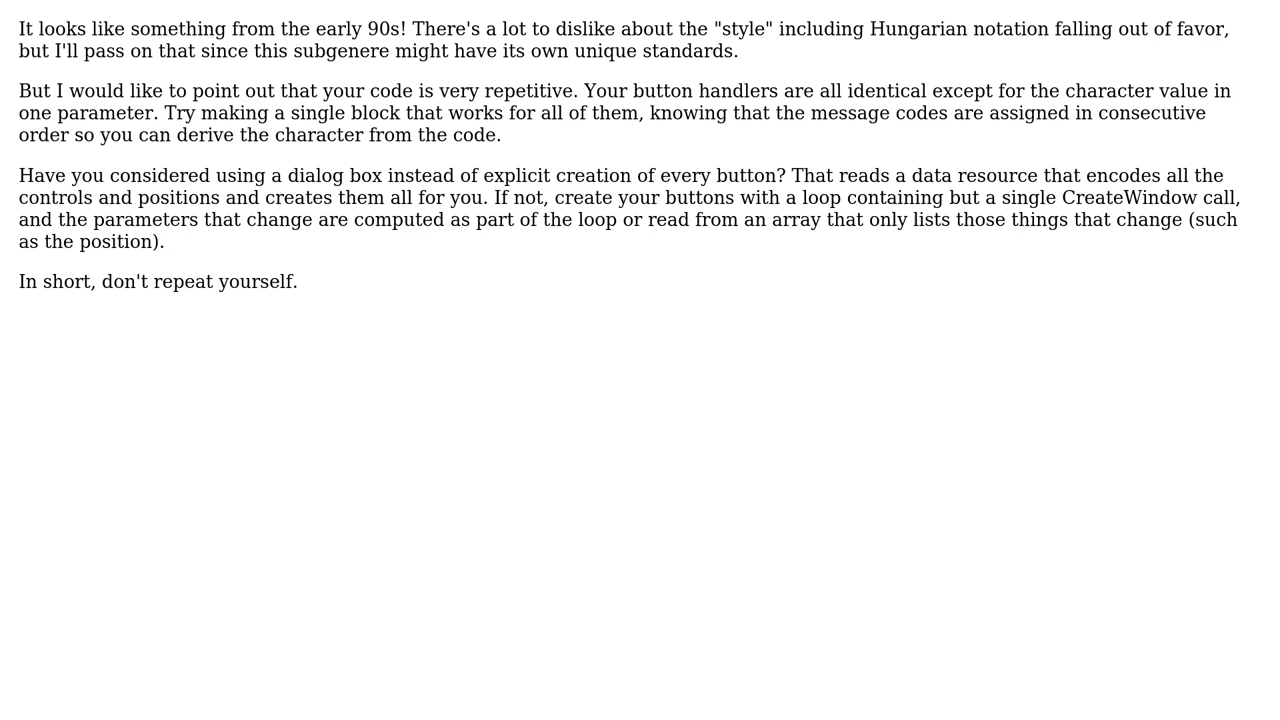 It looks like something from the early 90s! There's a lot to dislike about the "style" including Hungarian notation falling out of favor,
but I'll pass on that since this subgenere might have its own unique standards.
But I would like to point out that your code is very repetitive. Your button handlers are all identical except for the character value in
one parameter. Try making a single block that works for all of them, knowing that the message codes are assigned in consecutive
order so you can derive the character from the code.
Have you considered using a dialog box instead of explicit creation of every button? That reads a data resource that encodes all the
controls and positions and creates them all for you. If not, create your buttons with a loop containing but a single CreateWindow call,
and the parameters that change are computed as part of the loop or read from an array that only lists those things that change (such
as the position).
In short, don't repeat yourself.